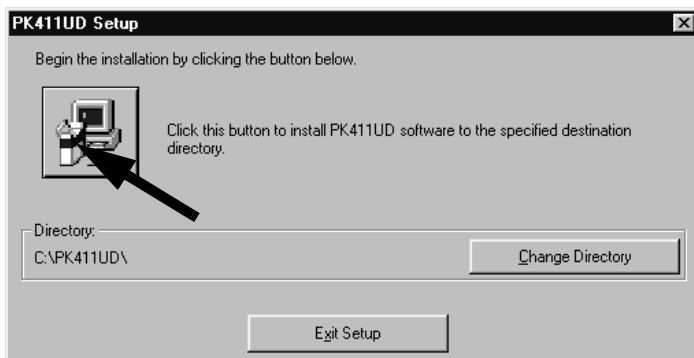 PK411UD Setup
Begin the installation by clicking the button below.
Click this button to install PK411UD software to the specified destination
directory.
Directory:
C:\PK411UD\
Change Directory
Exit Setup